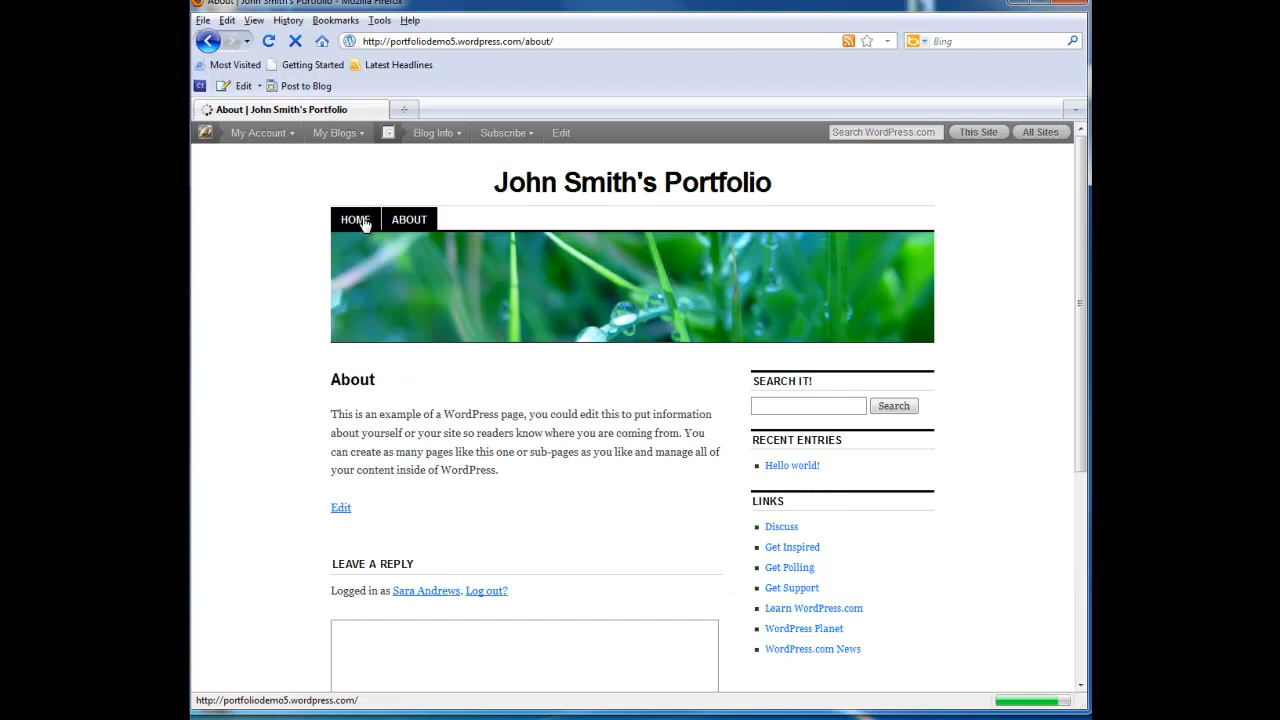 About | John Smith's Portfolio - Mozilla Firefox
File Edit View History Bookmarks Tools Help
http://portfoliodemo5.wordpress.com/about/ Bing
Most Visited Getting Started Latest Headlines
Ct Edit Post to Blog
About | John Smith's Portfolio
My Account My Blogs Blog Info Subscribe Edit Search WordPress.com This Site All Sites
John Smith's Portfolio
HOME ABOUT
About
This is an example of a WordPress page, you could edit this to put information
about yourself or your site so readers know where you are coming from. You
can create as many pages like this one or sub-pages as you like and manage all of
your content inside of WordPress.
Edit
LEAVE A REPLY
Logged in as Sara Andrews. Log out?
SEARCH IT!
Search
RECENT ENTRIES
Hello world!
LINKS
Discuss
Get Inspired
Get Polling
Get Support
Learn WordPress.com
WordPress Planet
WordPress.com News
http://portfoliodemo5.wordpress.com/